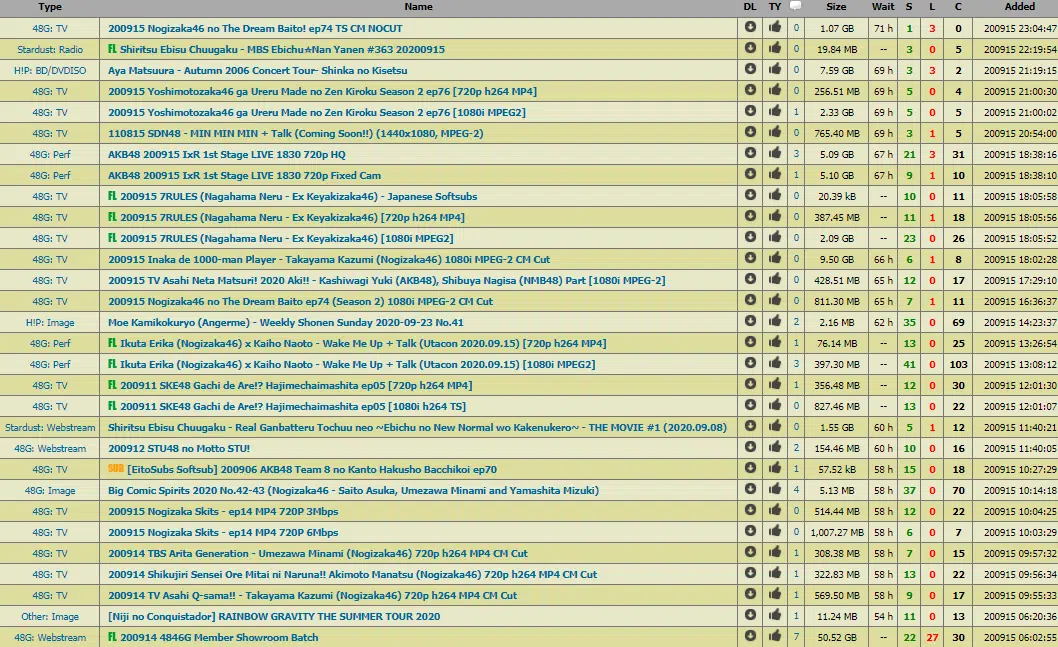 Type Name DL TY Size Wait S L C Added
48G: TV 200915 Nogizaka46 no The Dream Baito! ep74 TS CM NOCUT 0 1.07 GB 71 h 1 3 0 200915 23:04:47
Stardust: Radio FL Shiritsu Ebisu Chuugaku - MBS Ebichu★Nan Yanen #363 20200915 0 19.84 MB -- 3 0 5 200915 22:19:54
H!P: BD/DVDISO Aya Matsuura - Autumn 2006 Concert Tour- Shinka no Kisetsu 0 7.59 GB 69 h 3 3 2 200915 21:19:15
48G: TV 200915 Yoshimotozaka46 ga Ureru Made no Zen Kiroku Season 2 ep76 [720p h264 MP4] 0 256.51 MB 69 h 5 0 4 200915 21:00:30
48G: TV 200915 Yoshimotozaka46 ga Ureru Made no Zen Kiroku Season 2 ep76 [1080i MPEG2] 1 2.33 GB 69 h 5 0 5 200915 21:00:02
48G: TV 110815 SDN48 - MIN MIN MIN + Talk (Coming Soon!!) (1440x1080, MPEG-2) 0 765.40 MB 69 h 3 1 5 200915 20:54:00
48G: Perf AKB48 200915 IxR 1st Stage LIVE 1830 720p HQ 3 5.09 GB 67 h 21 3 31 200915 18:38:16
48G: Perf AKB48 200915 IxR 1st Stage LIVE 1830 720p Fixed Cam 1 5.10 GB 67 h 9 1 10 200915 18:38:10
48G: TV FL 200915 7RULES (Nagahama Neru - Ex Keyakizaka46) - Japanese Softsubs 0 20.39 kB -- 10 0 11 200915 18:05:58
48G: TV FL 200915 7RULES (Nagahama Neru - Ex Keyakizaka46) [720p h264 MP4] 0 387.45 MB -- 11 1 18 200915 18:05:56
48G: TV FL 200915 7RULES (Nagahama Neru - Ex Keyakizaka46) [1080i MPEG2] 0 2.09 GB -- 23 0 26 200915 18:05:52
48G: TV 200915 Inaka de 1000-man Player - Takayama Kazumi (Nogizaka46) 1080i MPEG-2 CM Cut 0 9.50 GB 66 h 6 1 8 200915 18:02:28
48G: TV 200915 TV Asahi Neta Matsuri! 2020 Aki!! - Kashiwagi Yuki (AKB48), Shibuya Nagisa (NMB48) Part [1080i MPEG-2] 0 428.51 MB 65 h 12 0 17 200915 17:29:10
48G: TV 200915 Nogizaka46 no The Dream Baito ep74 (Season 2) 1080i MPEG-2 CM Cut 0 811.30 MB 65 h 7 1 11 200915 16:36:37
H!P: Image Moe Kamikokuryo (Angerme) - Weekly Shonen Sunday 2020-09-23 No.41 2 2.16 MB 62 h 35 0 69 200915 14:23:37
48G: Perf FL Ikuta Erika (Nogizaka46) x Kaiho Naoto - Wake Me Up + Talk (Utacon 2020.09.15) [720p h264 MP4] 1 76.14 MB -- 13 0 25 200915 13:26:54
48G: Perf FL Ikuta Erika (Nogizaka46) x Kaiho Naoto - Wake Me Up + Talk (Utacon 2020.09.15) [1080i MPEG2] 3 397.30 MB -- 41 0 103 200915 13:08:12
48G: TV FL 200911 SKE48 Gachi de Are!? Hajimechaimashita ep05 [720p h264 MP4] 1 356.48 MB -- 12 0 30 200915 12:01:30
48G: TV FL 200911 SKE48 Gachi de Are!? Hajimechaimashita ep05 [1080i h264 TS] 0 827.46 MB -- 13 0 22 200915 12:01:07
Stardust: Webstream Shiritsu Ebisu Chuugaku - Real Ganbatteru Tochuu neo ~Ebichu no New Normal wo Kakenukero~ - THE MOVIE #1 (2020.09.08) 0 1.55 GB 60 h 5 1 12 200915 11:40:21
48G: Webstream 200912 STU48 no Motto STU! 2 154.46 MB 60 h 10 0 16 200915 11:40:05
48G: TV SUB [EitoSubs Softsub] 200906 AKB48 Team 8 no Kanto Hakusho Bacchikoi ep70 1 57.52 kB 58 h 15 0 18 200915 10:27:29
48G: Image Big Comic Spirits 2020 No.42-43 (Nogizaka46 - Saito Asuka, Umezawa Minami and Yamashita Mizuki) 4 5.13 MB 58 h 37 0 70 200915 10:14:18
48G: TV 200915 Nogizaka Skits - ep14 MP4 720P 3Mbps 0 514.44 MB 58 h 12 0 22 200915 10:04:25
48G: TV 200915 Nogizaka Skits - ep14 MP4 720P 6Mbps 0 1,007.27 MB 58 h 6 0 7 200915 10:03:29
48G: TV 200914 TBS Arita Generation - Umezawa Minami (Nogizaka46) 720p h264 MP4 CM Cut 1 308.38 MB 58 h 7 0 15 200915 09:57:32
48G: TV 200914 Shikujiri Sensei Ore Mitai ni Naruna!! Akimoto Manatsu (Nogizaka46) 720p h264 MP4 CM Cut 1 322.83 MB 58 h 13 0 22 200915 09:56:34
48G: TV 200914 TV Asahi Q-sama!! - Takayama Kazumi (Nogizaka46) 720p h264 MP4 CM Cut 1 569.50 MB 58 h 9 0 17 200915 09:55:33
Other: Image [Niji no Conquistador] RAINBOW GRAVITY THE SUMMER TOUR 2020 1 11.24 MB 54 h 11 0 13 200915 06:20:36
48G: Webstream FL 200914 4846G Member Showroom Batch 7 50.52 GB -- 22 27 30 200915 06:02:55